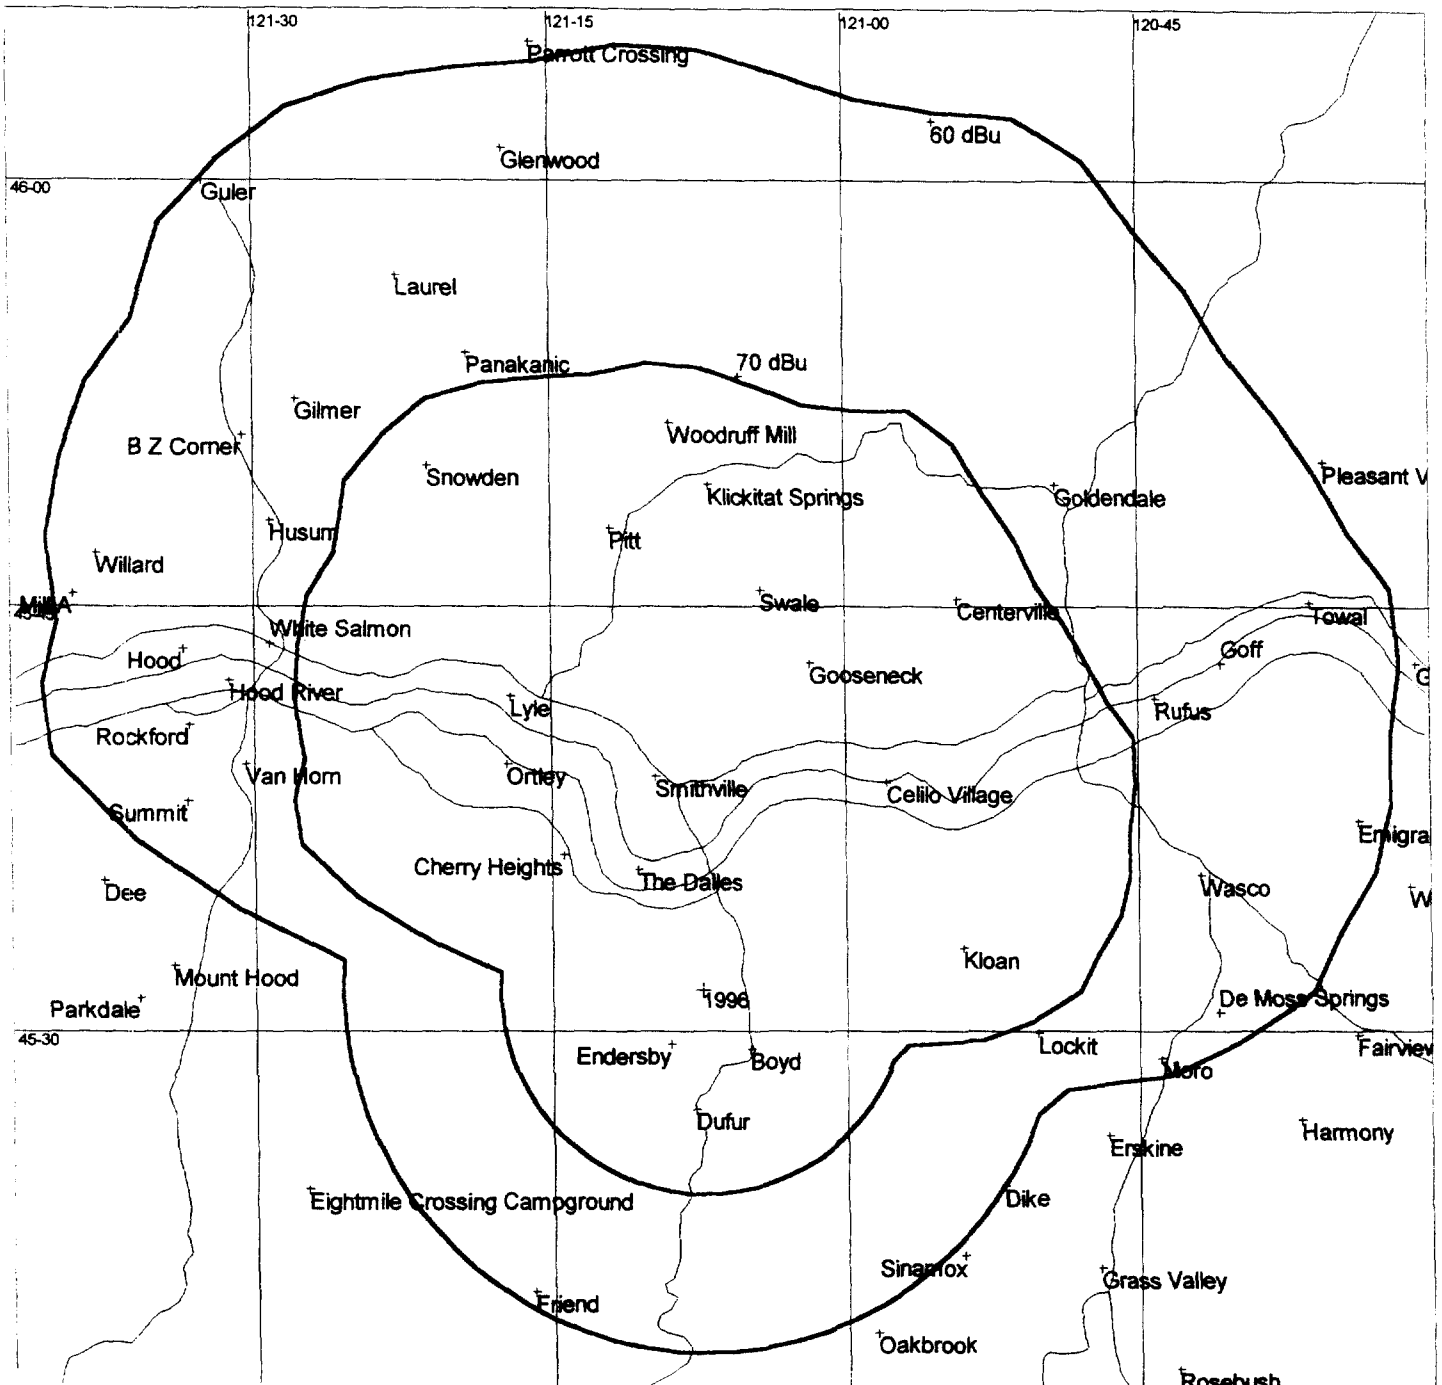 121-30
121-15
121-00
120-45
Parrott Crossing
60 dBu
Glenwood
46-00
Guler
Laurel
Panakanic
70 dBu
Gilmer
B Z Corner
Woodruff Mill
Snowden
Klickitat Springs
Goldendale
Pleasant V
Husum
Pitt
Willard
Mill A
45-45
Swale
Centerville
Towal
White Salmon
Hood
Goff
Gooseneck
G
Hood River
Lyle
Rufus
Rockford
Van Horn
Ortley
Smithville
Celilo Village
Summit
Emigra
Cherry Heights
The Dalles
Dee
Wasco
W
Kloan
Mount Hood
Parkdale
1996
De Moss Springs
45-30
Endersby
Boyd
Lockit
Fairview
Moro
Dufur
Harmony
Erskine
Eightmile Crossing Campground
Dike
Sinamox
Grass Valley
Friend
Oakbrook
Rosebush